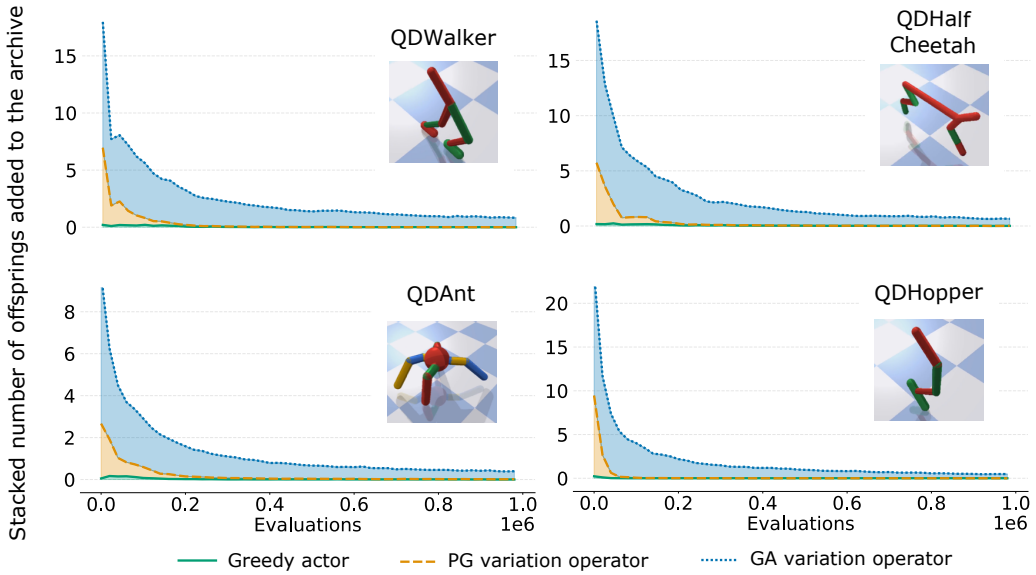 Stacked number of offsprings added to the archive
QDWalker
15
10
5
0
QDHalf
Cheetah
15
10
5
0
QDAnt
8
6
4
2
0
0.0 0.2 0.4 0.6 0.8 1.0
Evaluations
1e6
QDHopper
20
15
10
5
0
0.0 0.2 0.4 0.6 0.8 1.0
Evaluations
1e6
Greedy actor PG variation operator GA variation operator